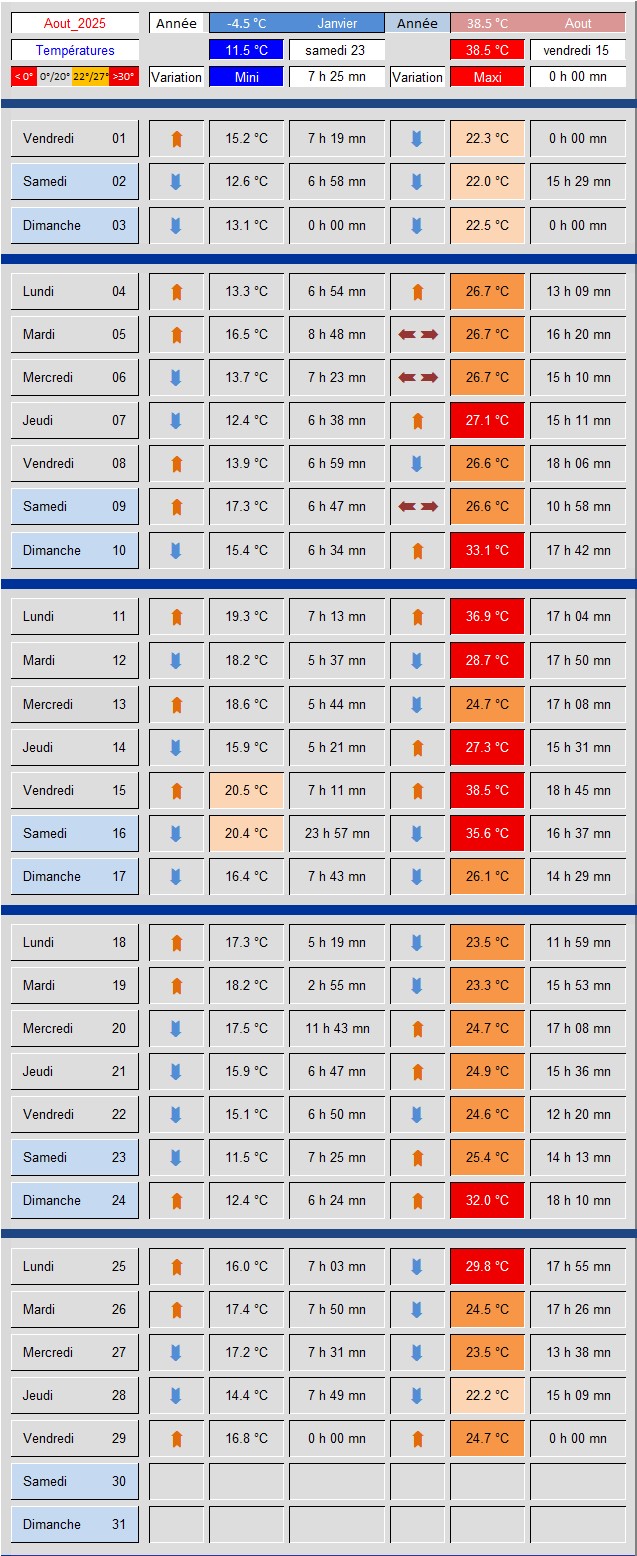 Aout_2025 Année -4.5 °C Janvier Année 38.5 °C Aout
Températures 11.5 °C samedi 23 38.5 °C vendredi 15
< 0° 0°/20° 22°/27° >30° Variation Mini 7 h 25 mn Variation Maxi 0 h 00 mn
Vendredi 01 15.2 °C 7 h 19 mn 22.3 °C 0 h 00 mn
Samedi 02 12.6 °C 6 h 58 mn 22.0 °C 15 h 29 mn
Dimanche 03 13.1 °C 0 h 00 mn 22.5 °C 0 h 00 mn
Lundi 04 13.3 °C 6 h 54 mn 26.7 °C 13 h 09 mn
Mardi 05 16.5 °C 8 h 48 mn 26.7 °C 16 h 20 mn
Mercredi 06 13.7 °C 7 h 23 mn 26.7 °C 15 h 10 mn
Jeudi 07 12.4 °C 6 h 38 mn 27.1 °C 15 h 11 mn
Vendredi 08 13.9 °C 6 h 59 mn 26.6 °C 18 h 06 mn
Samedi 09 17.3 °C 6 h 47 mn 26.6 °C 10 h 58 mn
Dimanche 10 15.4 °C 6 h 34 mn 33.1 °C 17 h 42 mn
Lundi 11 19.3 °C 7 h 13 mn 36.9 °C 17 h 04 mn
Mardi 12 18.2 °C 5 h 37 mn 28.7 °C 17 h 50 mn
Mercredi 13 18.6 °C 5 h 44 mn 24.7 °C 17 h 08 mn
Jeudi 14 15.9 °C 5 h 21 mn 27.3 °C 15 h 31 mn
Vendredi 15 20.5 °C 7 h 11 mn 38.5 °C 18 h 45 mn
Samedi 16 20.4 °C 23 h 57 mn 35.6 °C 16 h 37 mn
Dimanche 17 16.4 °C 7 h 43 mn 26.1 °C 14 h 29 mn
Lundi 18 17.3 °C 5 h 19 mn 23.5 °C 11 h 59 mn
Mardi 19 18.2 °C 2 h 55 mn 23.3 °C 15 h 53 mn
Mercredi 20 17.5 °C 11 h 43 mn 24.7 °C 17 h 08 mn
Jeudi 21 15.9 °C 6 h 47 mn 24.9 °C 15 h 36 mn
Vendredi 22 15.1 °C 6 h 50 mn 24.6 °C 12 h 20 mn
Samedi 23 11.5 °C 7 h 25 mn 25.4 °C 14 h 13 mn
Dimanche 24 12.4 °C 6 h 24 mn 32.0 °C 18 h 10 mn
Lundi 25 16.0 °C 7 h 03 mn 29.8 °C 17 h 55 mn
Mardi 26 17.4 °C 7 h 50 mn 24.5 °C 17 h 26 mn
Mercredi 27 17.2 °C 7 h 31 mn 23.5 °C 13 h 38 mn
Jeudi 28 14.4 °C 7 h 49 mn 22.2 °C 15 h 09 mn
Vendredi 29 16.8 °C 0 h 00 mn 24.7 °C 0 h 00 mn
Samedi 30
Dimanche 31